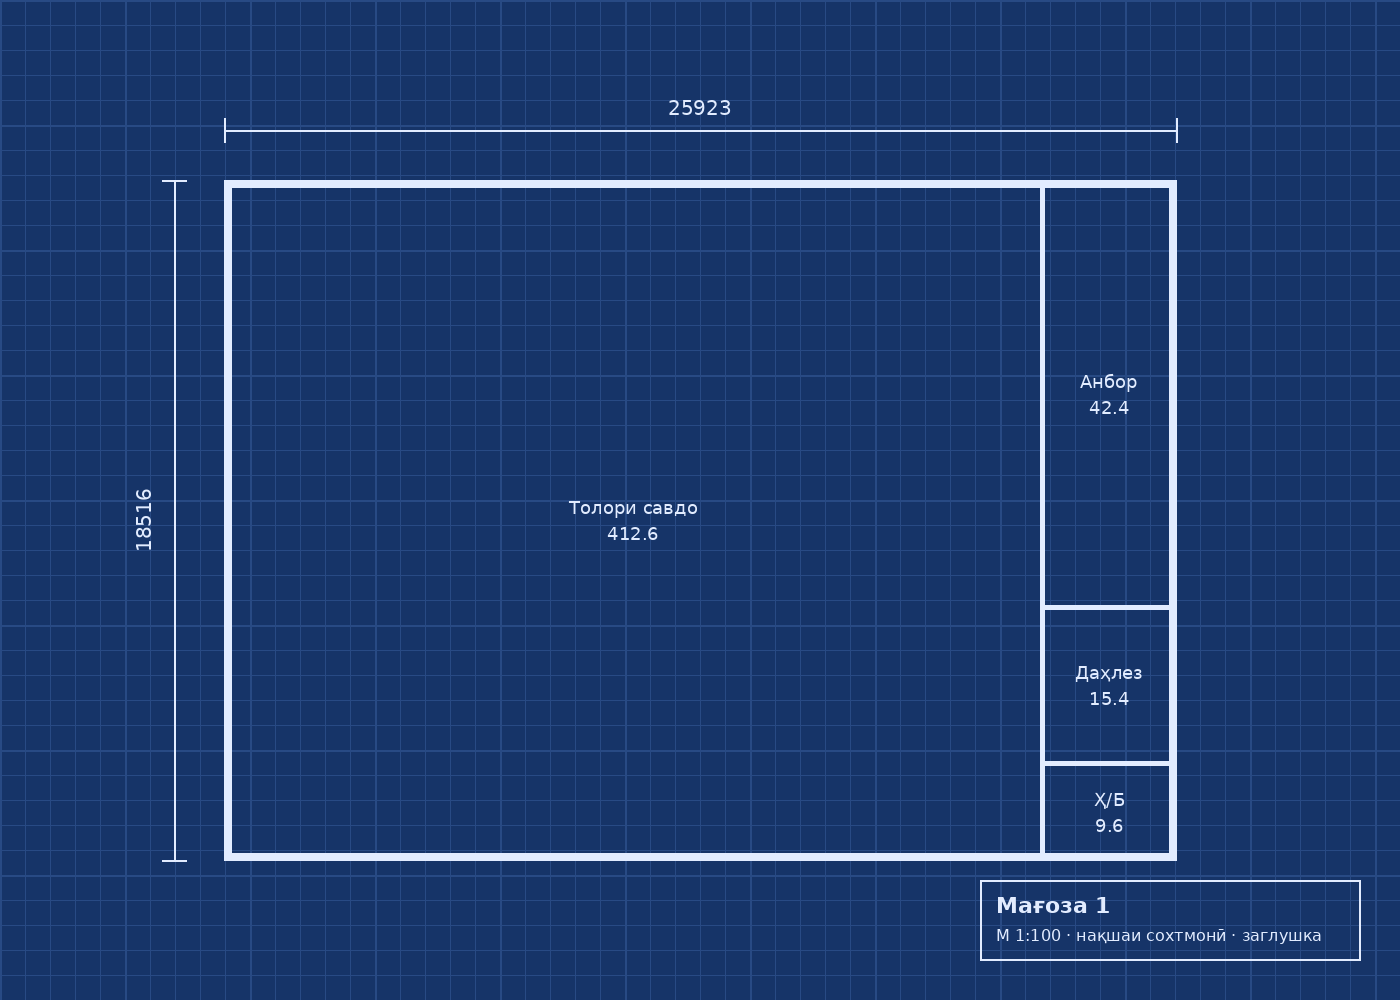 25923
18516
Анбор
42.4
Толори савдо
412.6
Даҳлез
15.4
Ҳ/Б
9.6
Мағоза 1
М 1:100 · нақшаи сохтмонӣ · заглушка